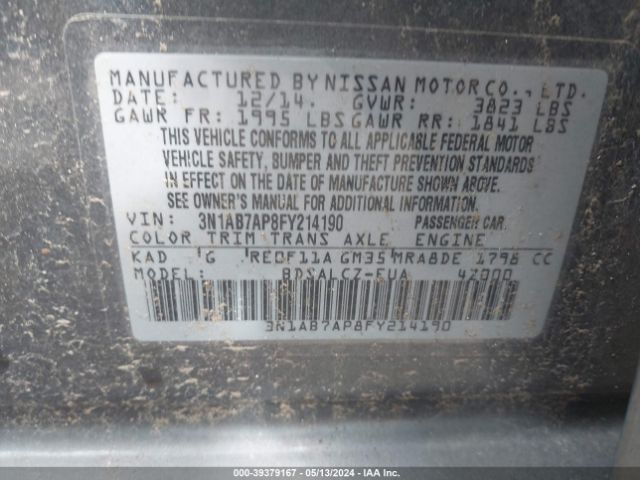 MANUFACTURED BY NISSAN MOTOR CO., LTD.
DATE: 12/14. GVWR: 3823 LBS
GAWR FR: 1995 LBS GAWR RR: 1841 LBS
THIS VEHICLE CONFORMS TO ALL APPLICABLE FEDERAL MOTOR
VEHICLE SAFETY, BUMPER AND THEFT PREVENTION STANDARDS
IN EFFECT ON THE DATE OF MANUFACTURE SHOWN ABOVE.
SEE OWNER'S MANUAL FOR ADDITIONAL INFORMATION.
VIN: 3N1AB7AP8FY214190 PASSENGER CAR.
COLOR TRIM TRANS AXLE ENGINE
KAD G RE0F11A GM35 MRA8DE 1798 CC
MODEL: BDSALCZ-EUA 4Z000
3N1AB7AP8FY214190
000-39379167 - 05/13/2024 - IAA Inc.